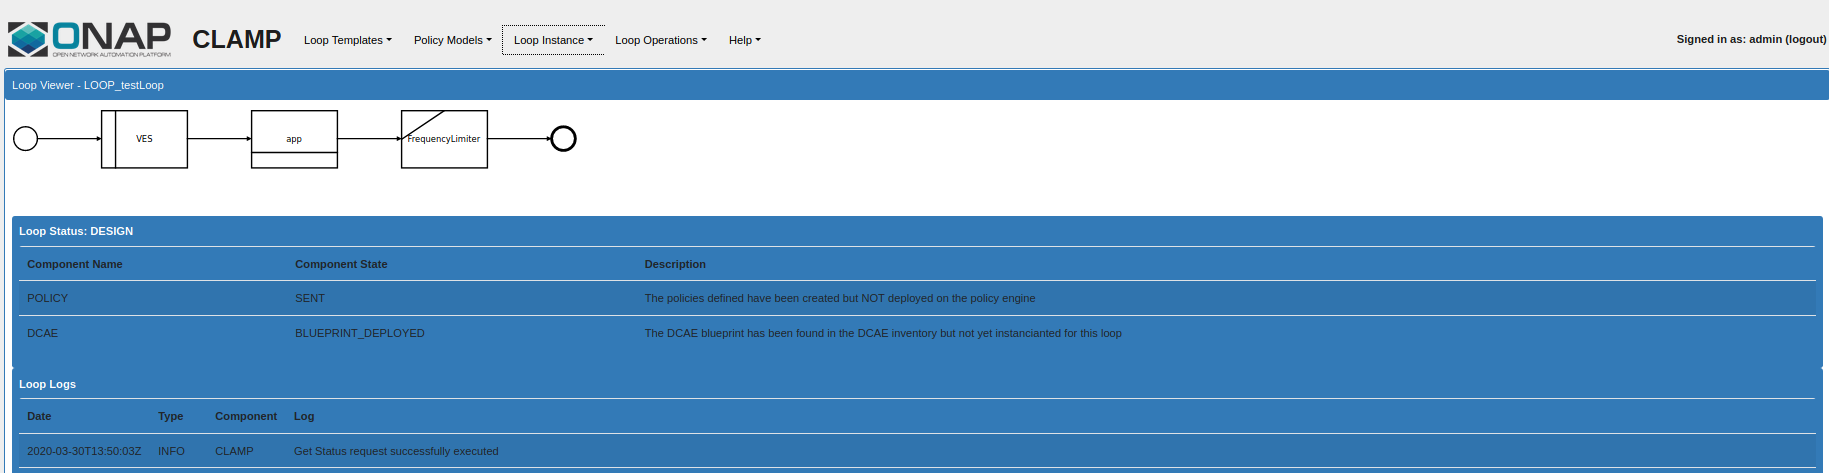 ONAP
OPEN NETWORK AUTOMATION PLATFORM
CLAMP Loop Templates Policy Models Loop Instance Loop Operations Help Signed in as: admin (logout)
Loop Viewer - LOOP_testLoop
VES app FrequencyLimiter
Loop Status: DESIGN
Component Name Component State Description
POLICY SENT The policies defined have been created but NOT deployed on the policy engine
DCAE BLUEPRINT_DEPLOYED The DCAE blueprint has been found in the DCAE inventory but not yet instancianted for this loop
Loop Logs
Date Type Component Log
2020-03-30T13:50:03Z INFO CLAMP Get Status request successfully executed